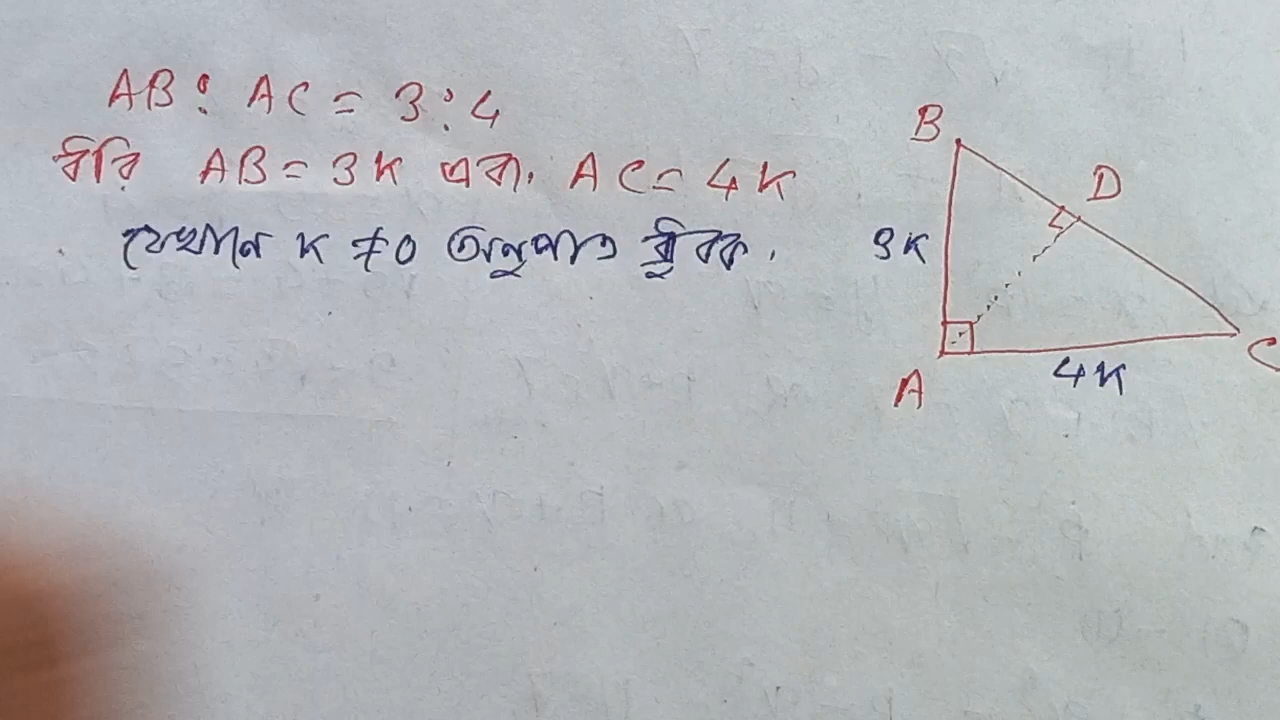 AB : AC = 3 : 4
ধরি AB = 3K এবং AC = 4K
যেখানে K ≠ 0 অনুপাত ধ্রুবক.
B
D
3K
A
4K
C